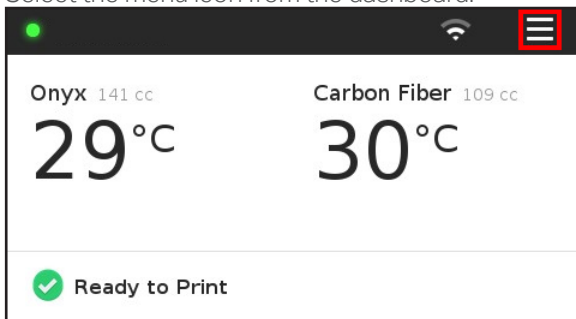 Select the menu icon from the dashboard.
Onyx 141 cc Carbon Fiber 109 cc
29°C 30°C
Ready to Print